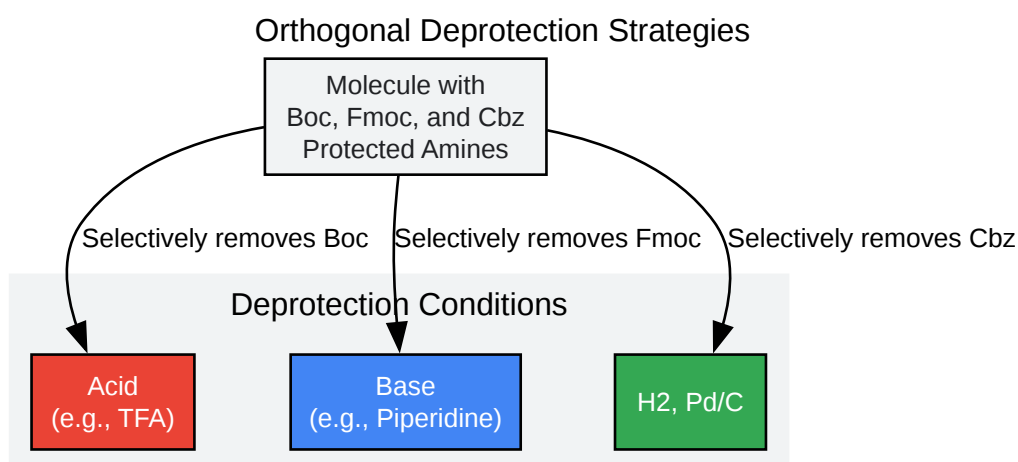 Orthogonal Deprotection Strategies
Molecule with
Boc, Fmoc, and Cbz
Protected Amines
Selectively removes Boc
Selectively removes Fmoc
Selectively removes Cbz
Deprotection Conditions
Acid
(e.g., TFA)
Base
(e.g., Piperidine)
H2, Pd/C